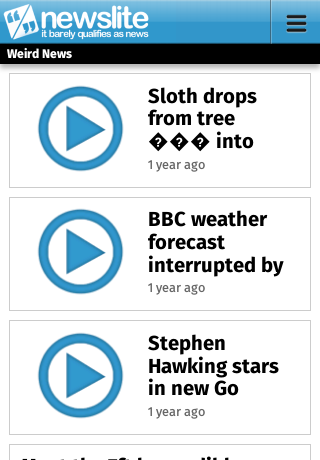 newslite
it barely qualifies as news
Weird News
Sloth drops
from tree
��� into
1 year ago
BBC weather
forecast
interrupted by
1 year ago
Stephen
Hawking stars
in new Go
1 year ago